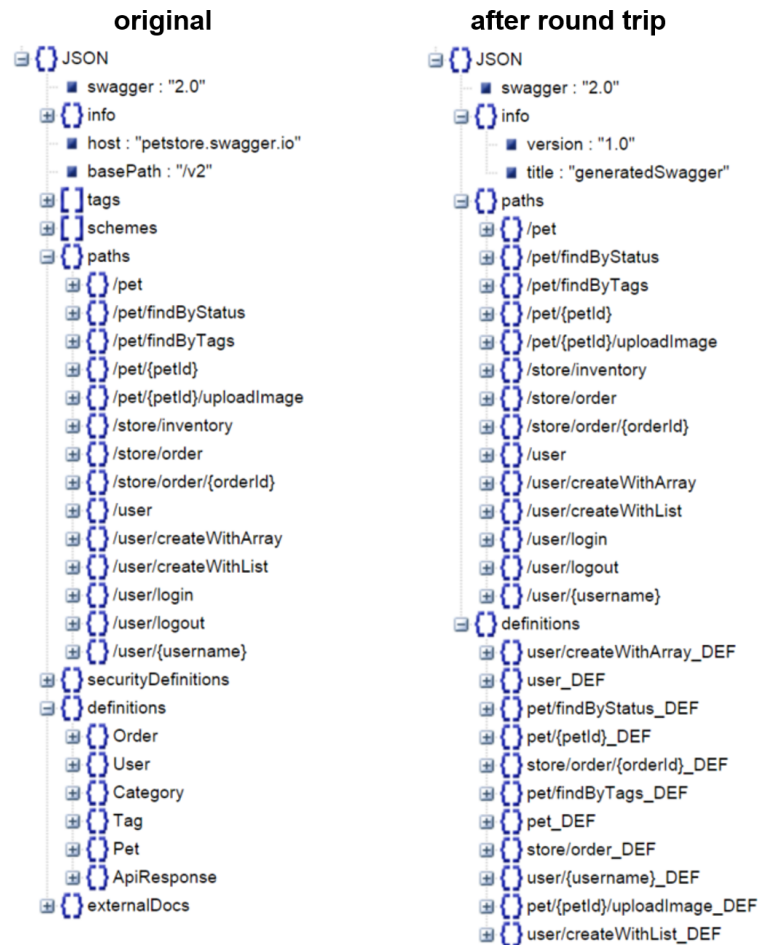 original
JSON
swagger : "2.0"
info
host : "petstore.swagger.io"
basePath : "/v2"
tags
schemes
paths
/pet
/pet/findByStatus
/pet/findByTags
/pet/{petId}
/pet/{petId}/uploadImage
/store/inventory
/store/order
/store/order/{orderId}
/user
/user/createWithArray
/user/createWithList
/user/login
/user/logout
/user/{username}
securityDefinitions
definitions
Order
User
Category
Tag
Pet
ApiResponse
externalDocs
after round trip
JSON
swagger : "2.0"
info
version : "1.0"
title : "generatedSwagger"
paths
/pet
/pet/findByStatus
/pet/findByTags
/pet/{petId}
/pet/{petId}/uploadImage
/store/inventory
/store/order
/store/order/{orderId}
/user
/user/createWithArray
/user/createWithList
/user/login
/user/logout
/user/{username}
definitions
user/createWithArray_DEF
user_DEF
pet/findByStatus_DEF
pet/{petId}_DEF
store/order/{orderId}_DEF
pet/findByTags_DEF
pet_DEF
store/order_DEF
user/{username}_DEF
pet/{petId}/uploadImage_DEF
user/createWithList_DEF